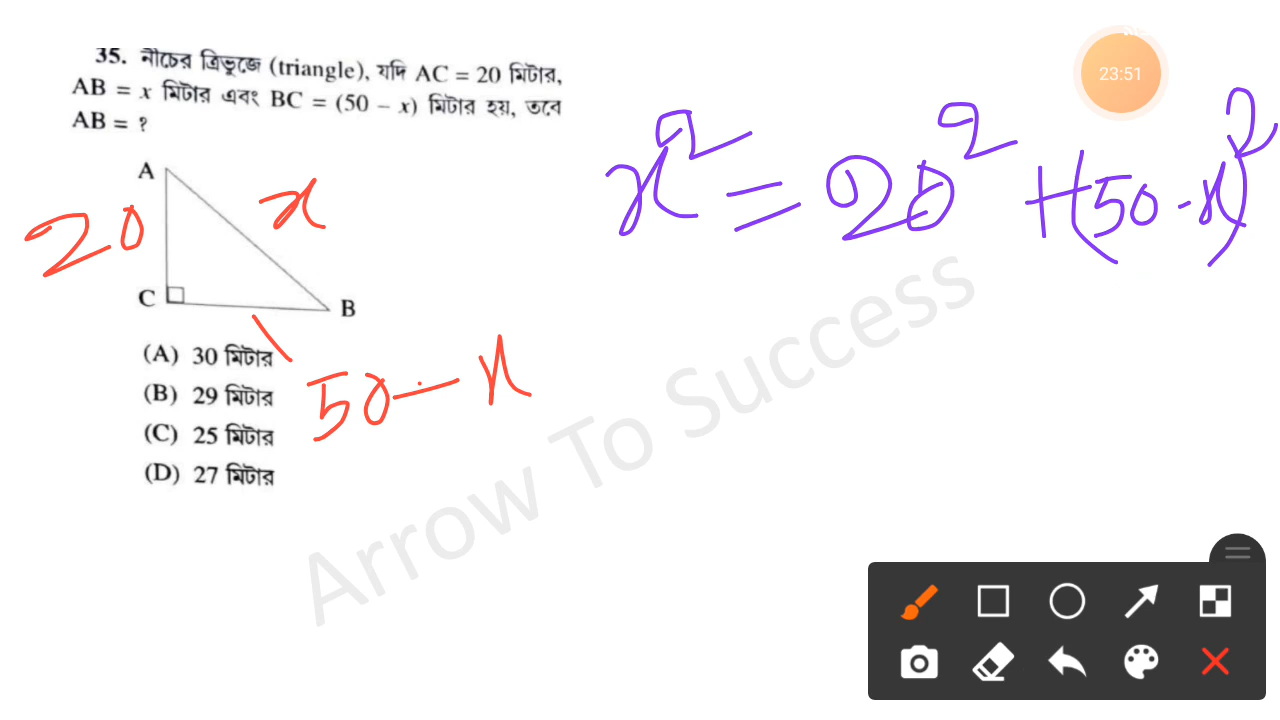 23:51
35. নীচের ত্রিভুজে (triangle), যদি AC = 20 মিটার,
AB = x মিটার এবং BC = (50 – x) মিটার হয়, তবে
AB = ?
x² = 20² + (50 - x)²
A
20
x
C
B
50 – x
(A) 30 মিটার
(B) 29 মিটার
(C) 25 মিটার
(D) 27 মিটার
Arrow To Success